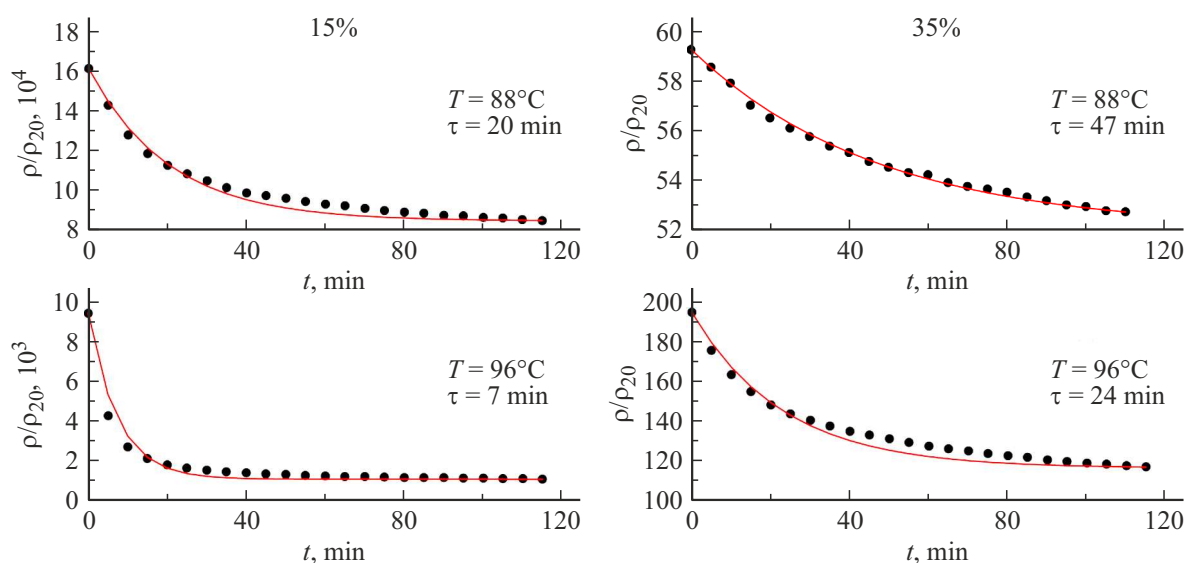 15%
ρ/ρ20, 10^4
18
16
14
12
10
8
T = 88°C
τ = 20 min
0 40 80 120
t, min
35%
ρ/ρ20
60
58
56
54
52
T = 88°C
τ = 47 min
0 40 80 120
t, min
ρ/ρ20, 10^3
10
8
6
4
2
0
T = 96°C
τ = 7 min
0 40 80 120
t, min
ρ/ρ20
200
180
160
140
120
100
T = 96°C
τ = 24 min
0 40 80 120
t, min